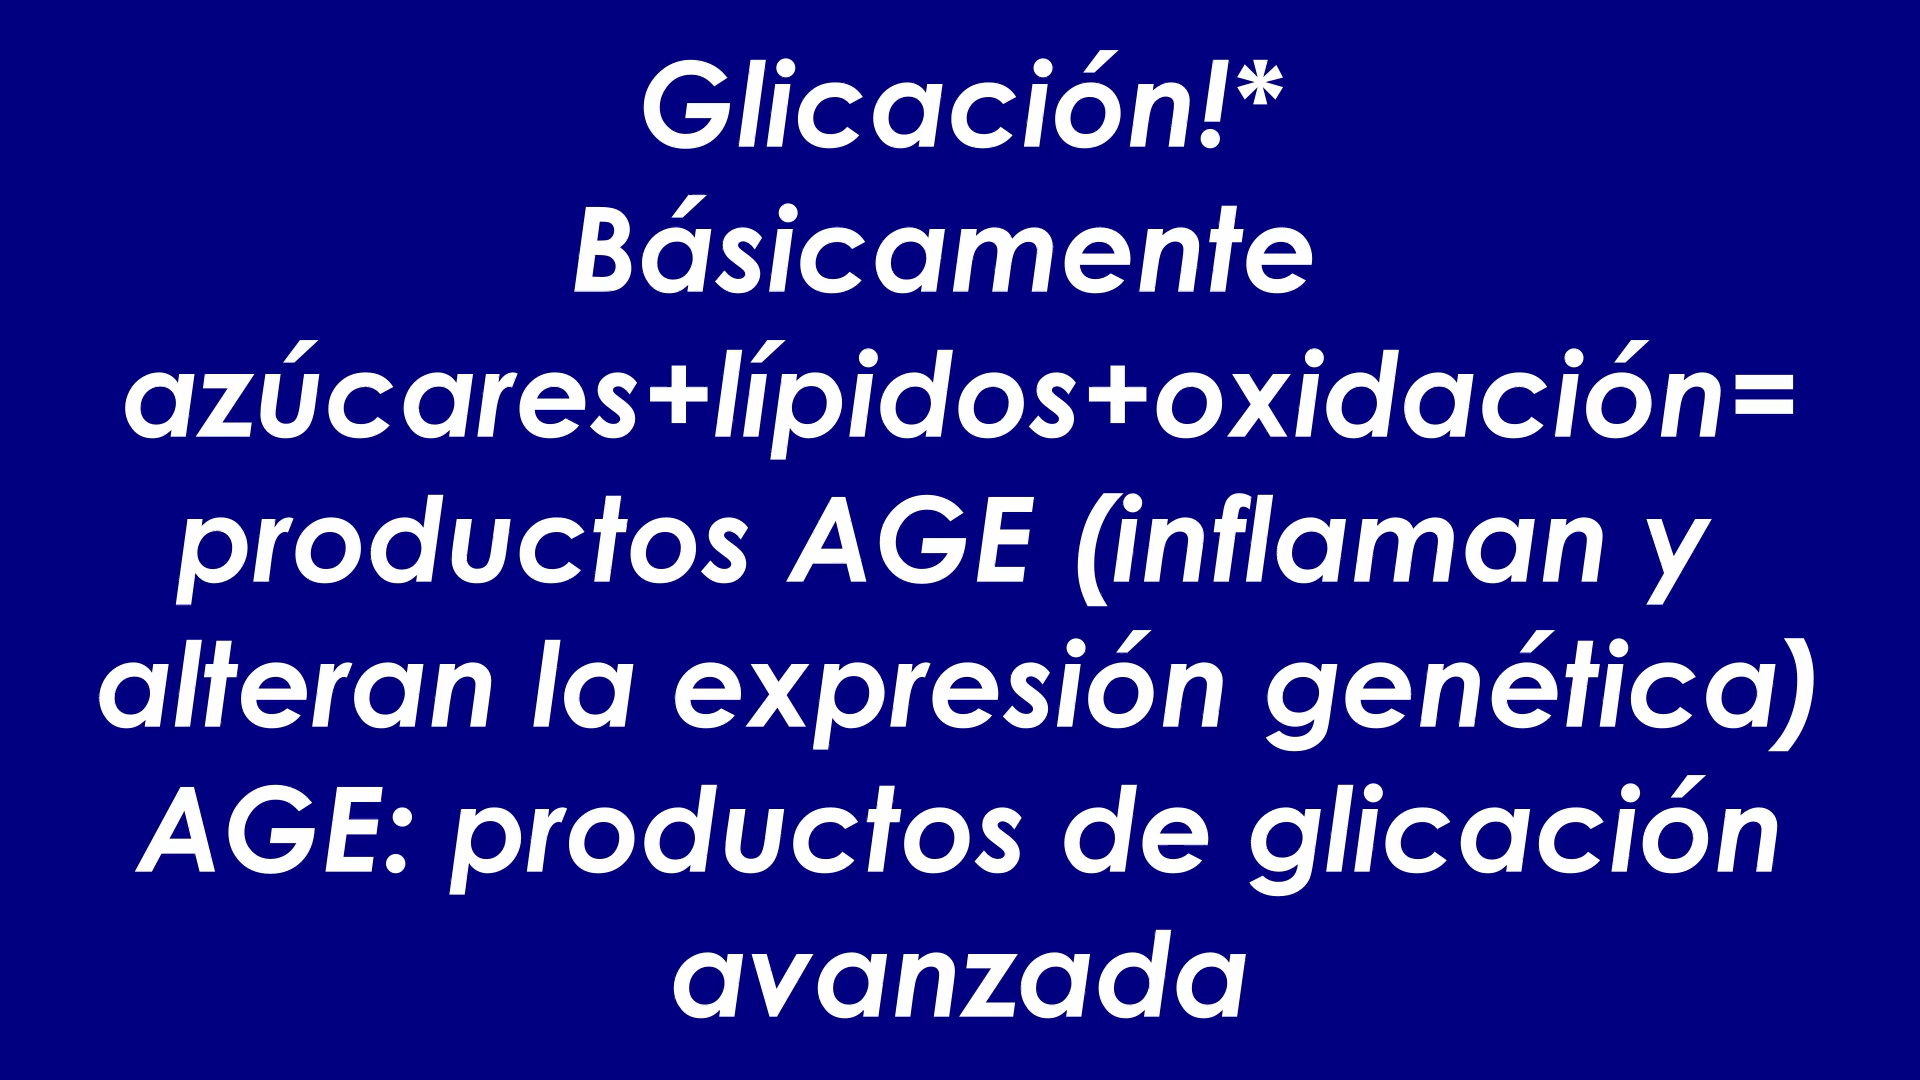 Glicación!*
Básicamente
azúcares+lípidos+oxidación=
productos AGE (inflaman y
alteran la expresión genética)
AGE: productos de glicación
avanzada